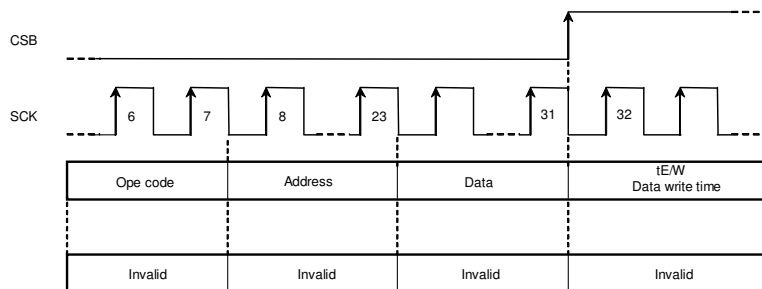 CSB
SCK
6 7 8 23 31 32
Ope code Address Data tE/W
Data write time
Invalid Invalid Invalid Invalid